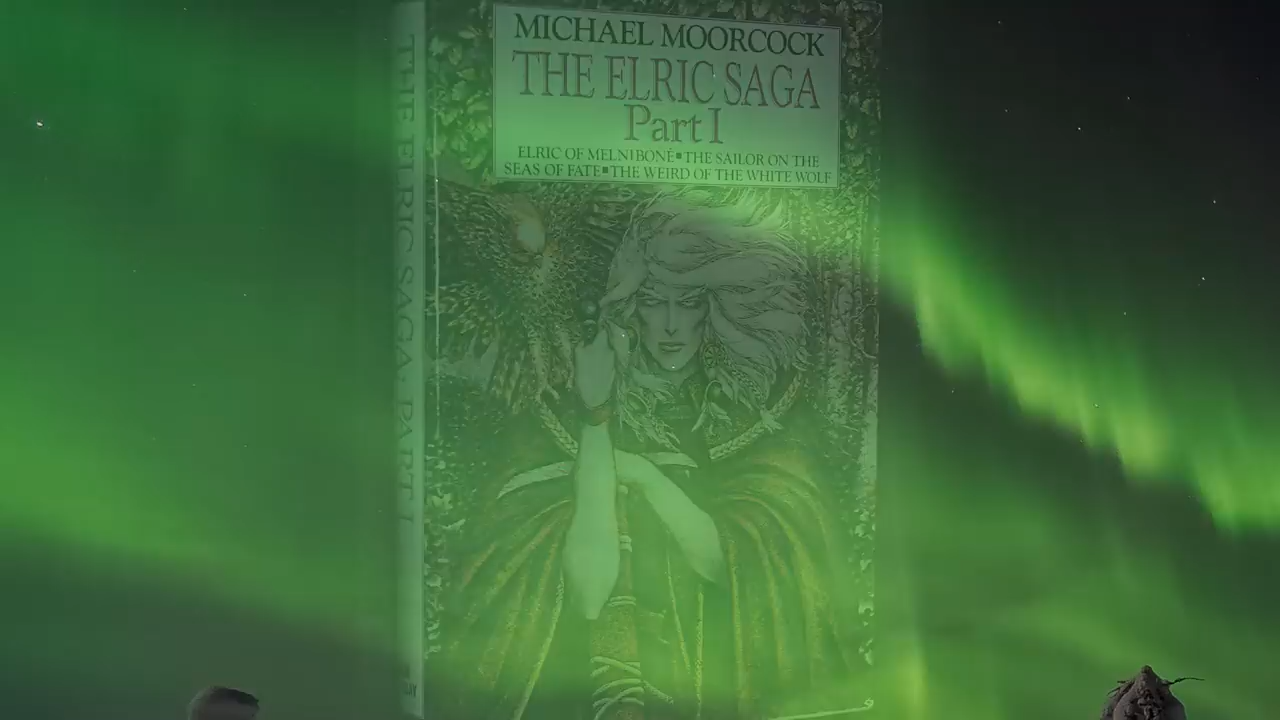 MICHAEL MOORCOCK
THE ELRIC SAGA
Part I
ELRIC OF MELNIBONÉ▪THE SAILOR ON THE
SEAS OF FATE▪THE WEIRD OF THE WHITE WOLF
THE ELRIC SAGA · PART I